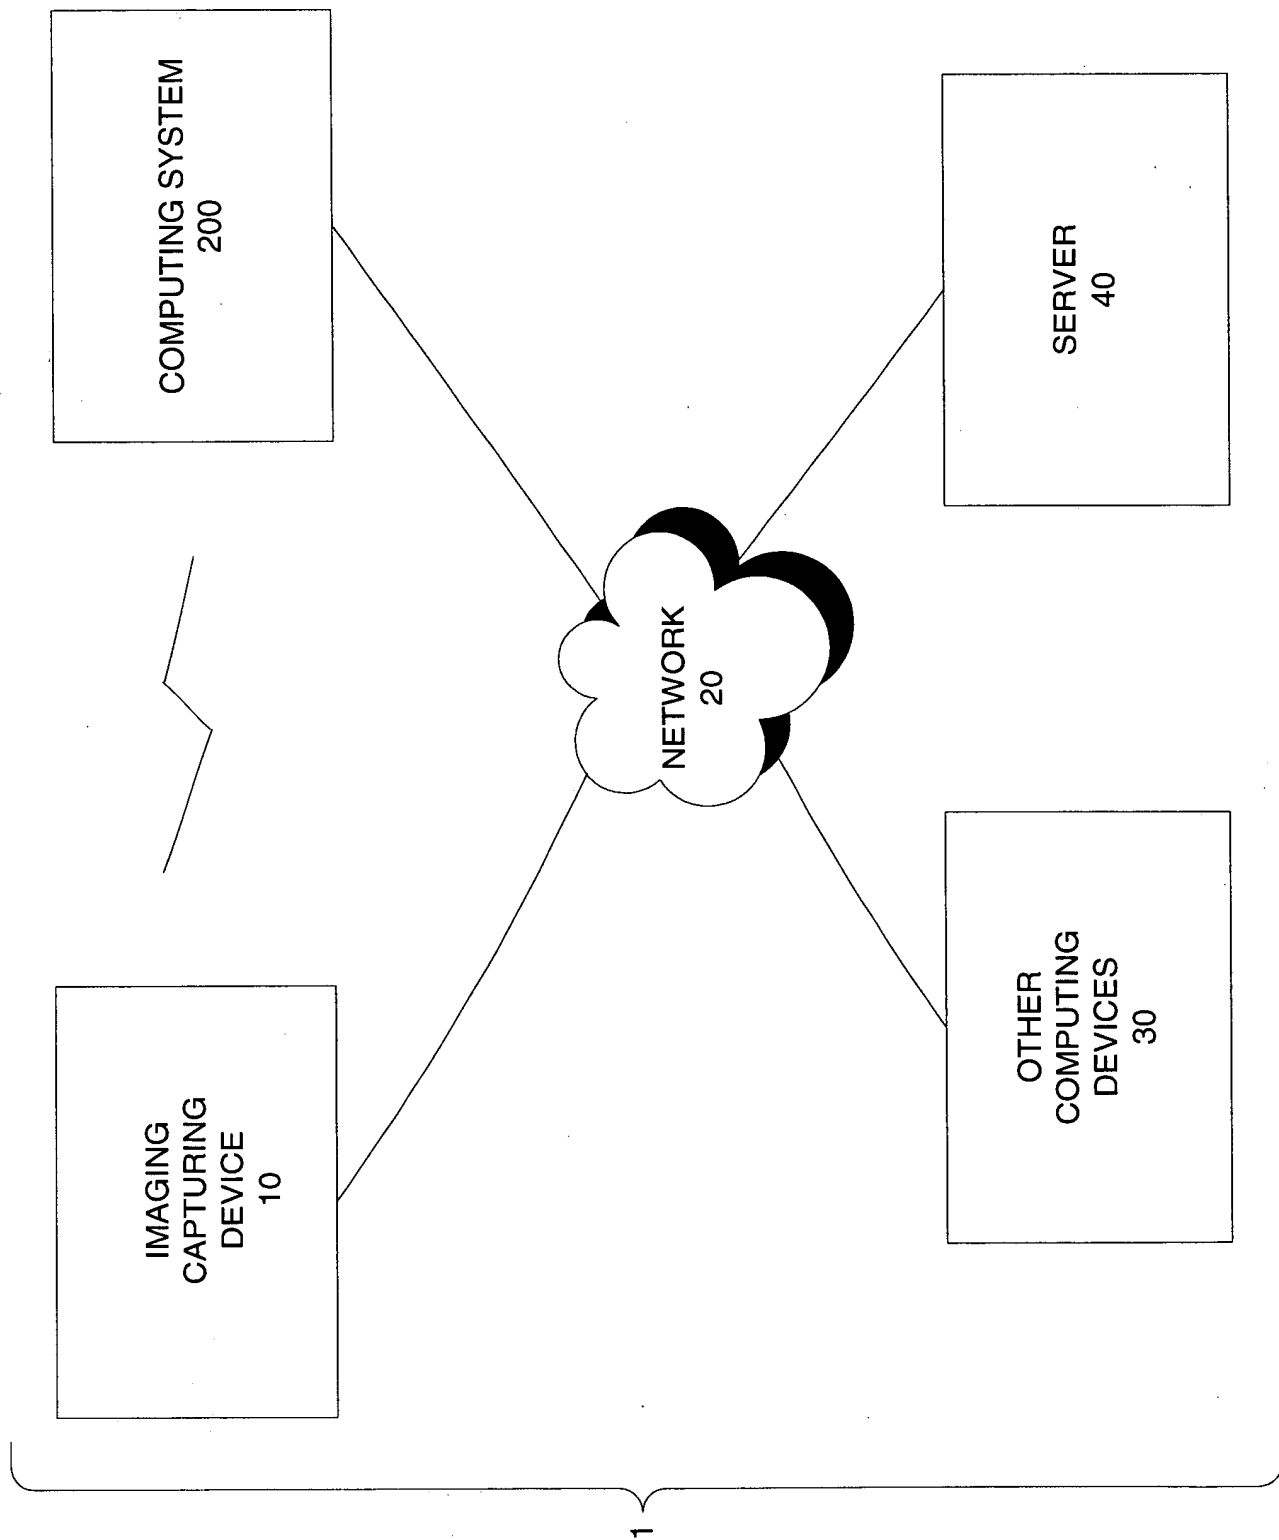 IMAGING
CAPTURING
DEVICE
10
COMPUTING SYSTEM
200
NETWORK
20
OTHER
COMPUTING
DEVICES
30
SERVER
40
1